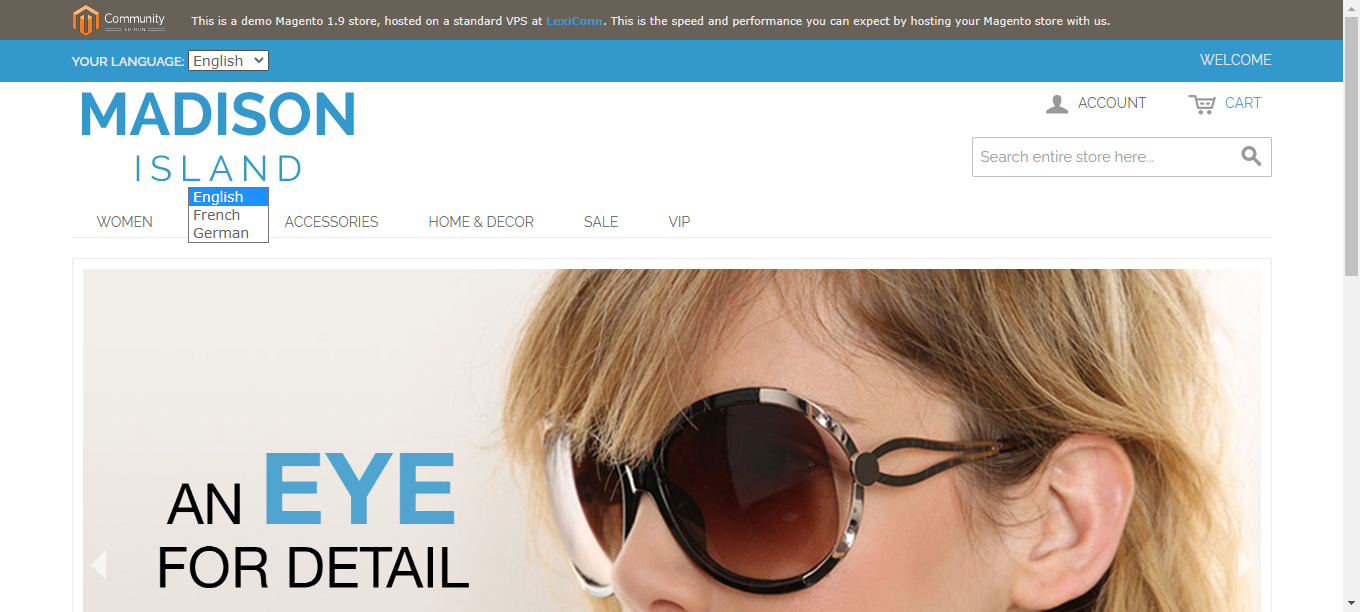 Community
EDITION
This is a demo Magento 1.9 store, hosted on a standard VPS at LexiConn. This is the speed and performance you can expect by hosting your Magento store with us.
YOUR LANGUAGE: English
WELCOME
MADISON
ISLAND
ACCOUNT
CART
Search entire store here...
English
French
German
WOMEN
ACCESSORIES
HOME & DECOR
SALE
VIP
AN EYE
FOR DETAIL